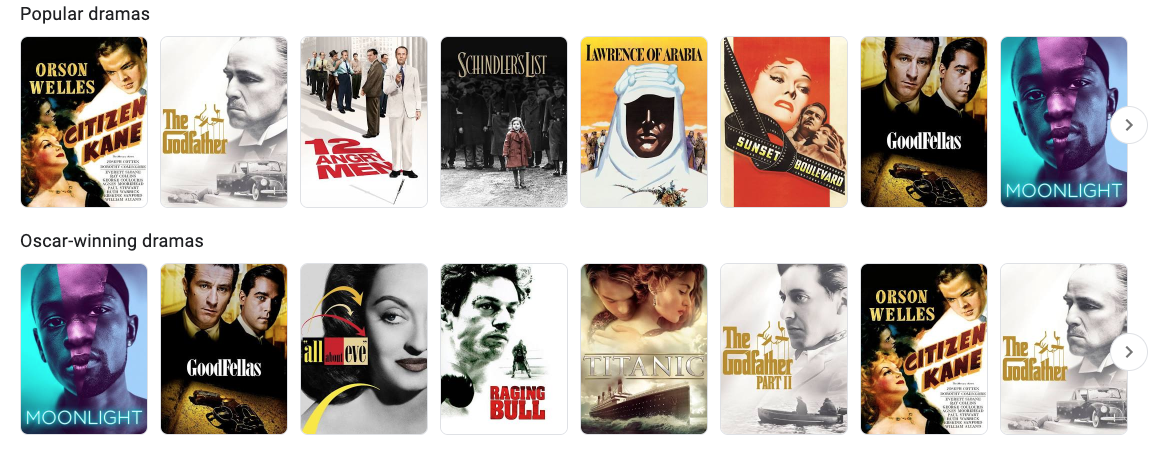 Popular dramas
ORSON
WELLES
CITIZEN
KANE
The
Godfather
12
ANGRY
MEN
SCHINDLER'S LIST
LAWRENCE OF ARABIA
SUNSET
BOULEVARD
GoodFellas
MOONLIGHT
Oscar-winning dramas
MOONLIGHT
GoodFellas
"all about eve"
RAGING
BULL
TITANIC
The
Godfather
PART II
ORSON
WELLES
CITIZEN
KANE
The
Godfather